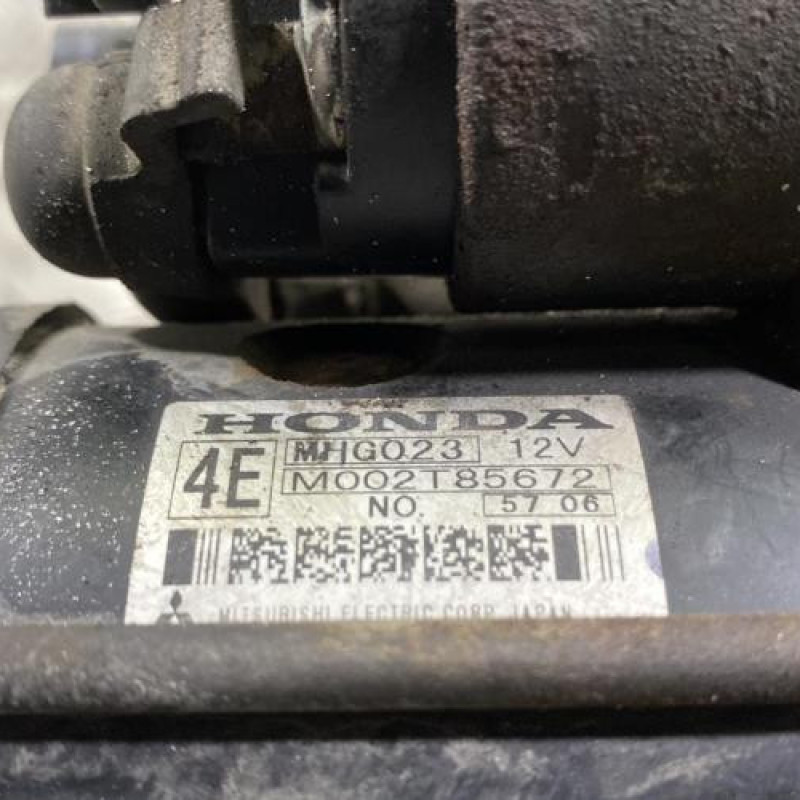 HONDA
4E MHG023 12V
M002T85672
NO. 57 06
MITSUBISHI ELECTRIC CORP. JAPAN